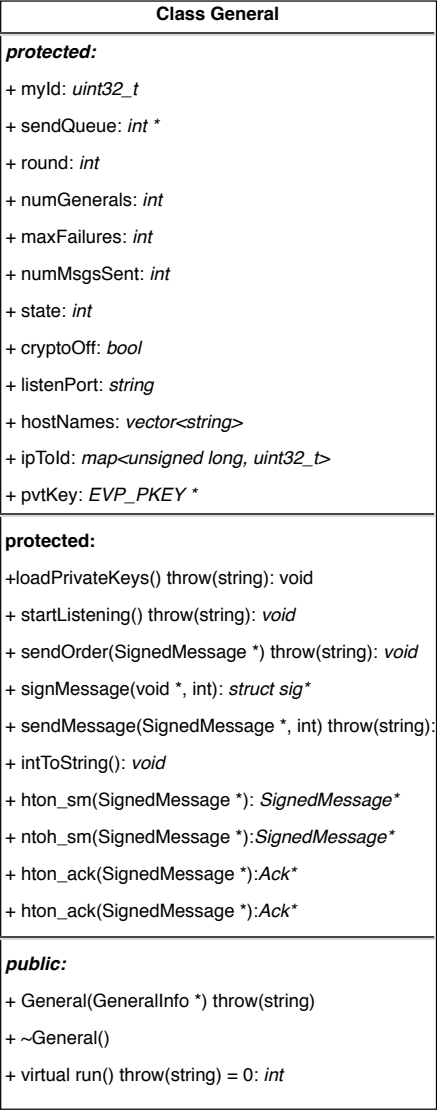 Class General
protected:
+ myId: uint32_t
+ sendQueue: int *
+ round: int
+ numGenerals: int
+ maxFailures: int
+ numMsgsSent: int
+ state: int
+ cryptoOff: bool
+ listenPort: string
+ hostNames: vector<string>
+ ipToId: map<unsigned long, uint32_t>
+ pvtKey: EVP_PKEY *
protected:
+loadPrivateKeys() throw(string): void
+ startListening() throw(string): void
+ sendOrder(SignedMessage *) throw(string): void
+ signMessage(void *, int): struct sig*
+ sendMessage(SignedMessage *, int) throw(string):
+ intToString(): void
+ hton_sm(SignedMessage *): SignedMessage*
+ ntoh_sm(SignedMessage *):SignedMessage*
+ hton_ack(SignedMessage *):Ack*
+ hton_ack(SignedMessage *):Ack*
public:
+ General(GeneralInfo *) throw(string)
+ ~General()
+ virtual run() throw(string) = 0: int